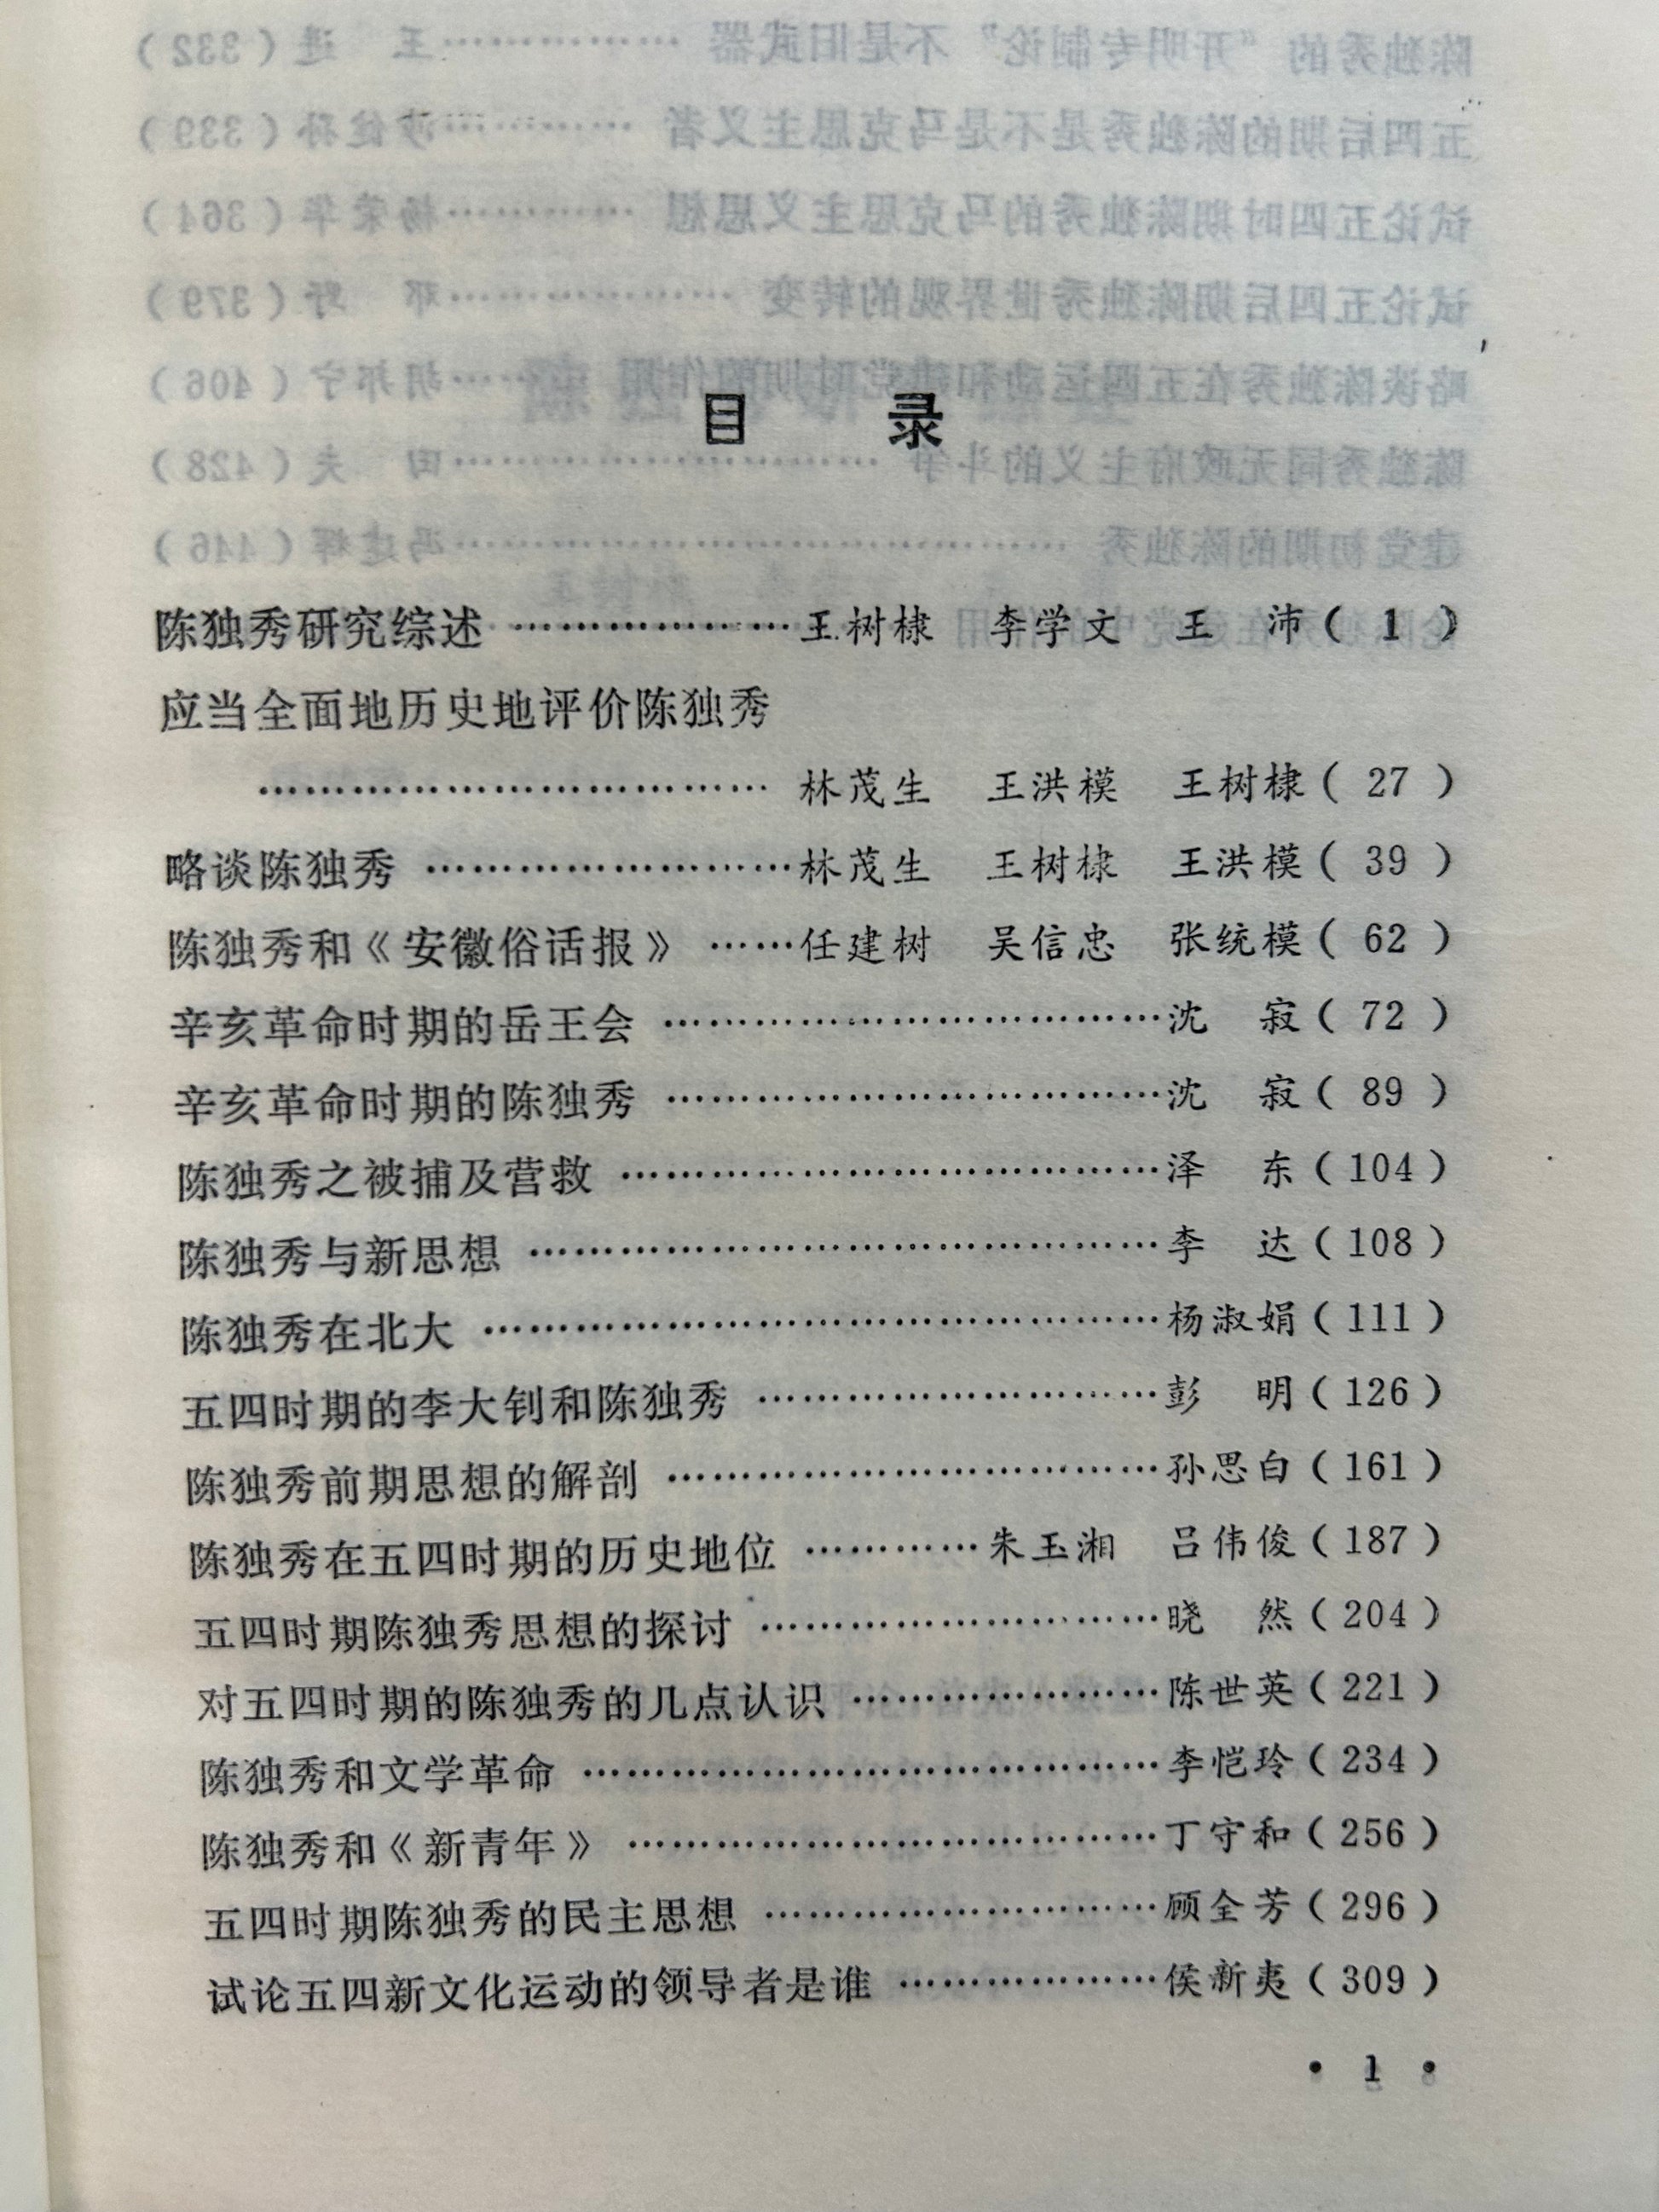 目 录
陈独秀研究综述 ………………王树棣 李学文 王 沛( 1 )
应当全面地历史地评价陈独秀
…………………………… 林茂生 王洪模 王树棣( 27 )
略谈陈独秀 ……………………林茂生 王树棣 王洪模( 39 )
陈独秀和《安徽俗话报》 ……任建树 吴信忠 张统模( 62 )
辛亥革命时期的岳王会 ……………………………沈 寂( 72 )
辛亥革命时期的陈独秀 ……………………………沈 寂( 89 )
陈独秀之被捕及营救 ………………………………泽 东(104)
陈独秀与新思想 ……………………………………李 达(108)
陈独秀在北大 ………………………………………杨淑娟(111)
五四时期的李大钊和陈独秀 ………………………彭 明(126)
陈独秀前期思想的解剖 ……………………………孙思白(161)
陈独秀在五四时期的历史地位 …………朱玉湘 吕伟俊(187)
五四时期陈独秀思想的探讨 ………………………晓 然(204)
对五四时期的陈独秀的几点认识 …………………陈世英(221)
陈独秀和文学革命 …………………………………李恺玲(234)
陈独秀和《新青年》 ………………………………丁守和(256)
五四时期陈独秀的民主思想 ………………………顾全芳(296)
试论五四新文化运动的领导者是谁 ………………侯新夷(309)
• 1 •